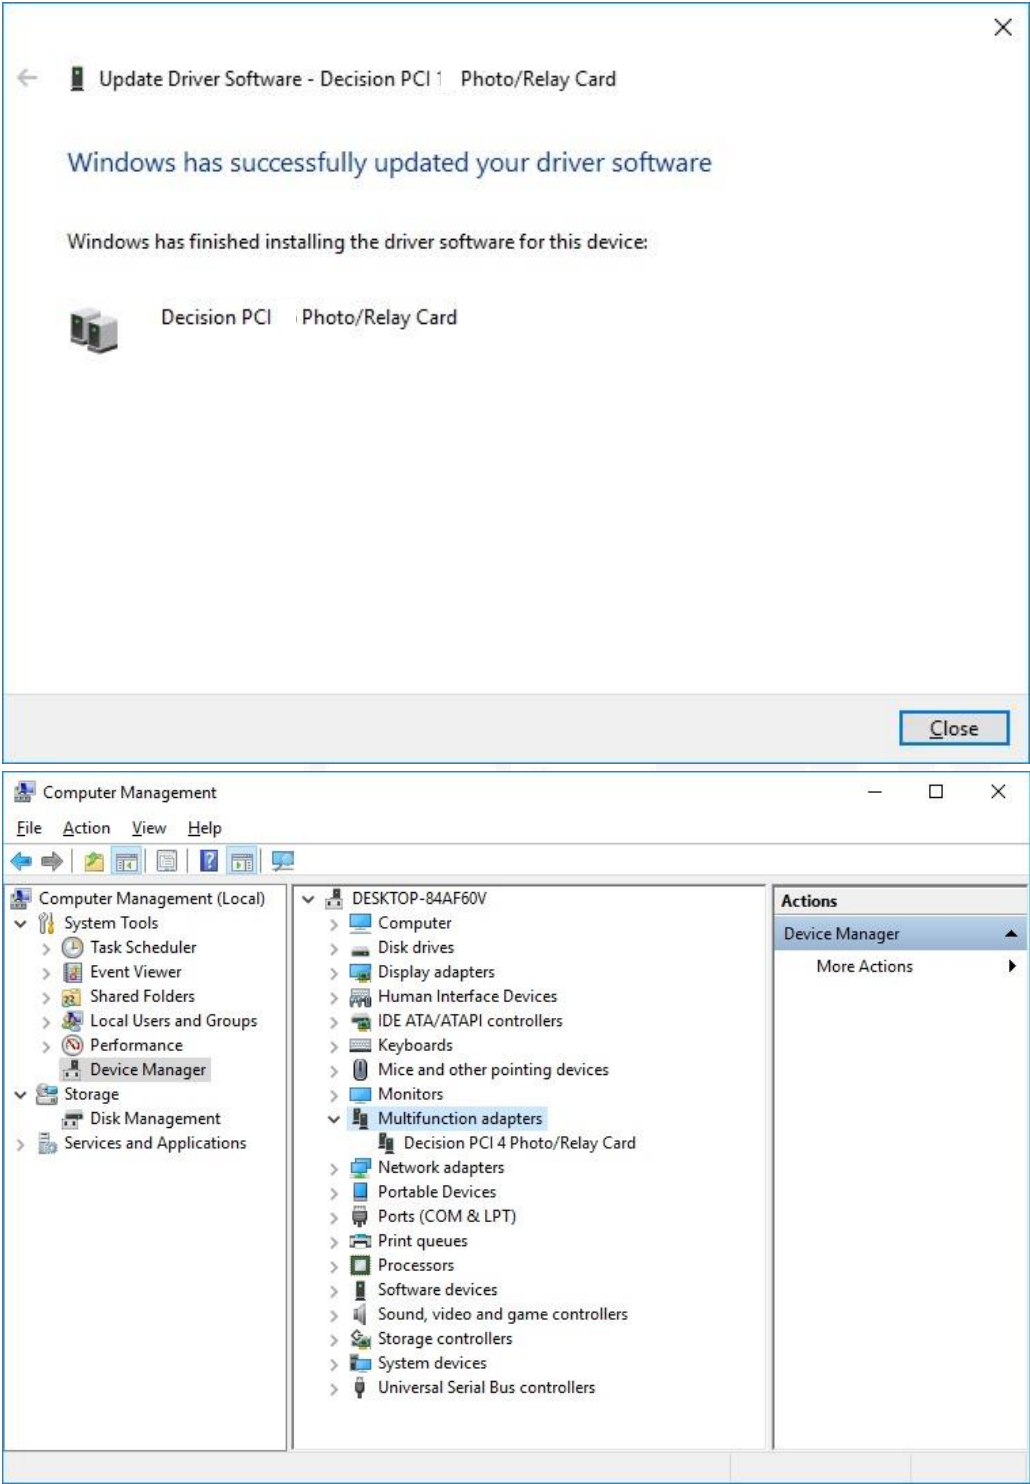 Update Driver Software - Decision PCI Photo/Relay Card
Windows has successfully updated your driver software
Windows has finished installing the driver software for this device:
Decision PCI Photo/Relay Card
Close
Computer Management
File Action View Help
Computer Management (Local)
System Tools
Task Scheduler
Event Viewer
Shared Folders
Local Users and Groups
Performance
Device Manager
Storage
Disk Management
Services and Applications
DESKTOP-84AF60V
Computer
Disk drives
Display adapters
Human Interface Devices
IDE ATA/ATAPI controllers
Keyboards
Mice and other pointing devices
Monitors
Multifunction adapters
Decision PCI 4 Photo/Relay Card
Network adapters
Portable Devices
Ports (COM & LPT)
Print queues
Processors
Software devices
Sound, video and game controllers
Storage controllers
System devices
Universal Serial Bus controllers
Actions
Device Manager
More Actions